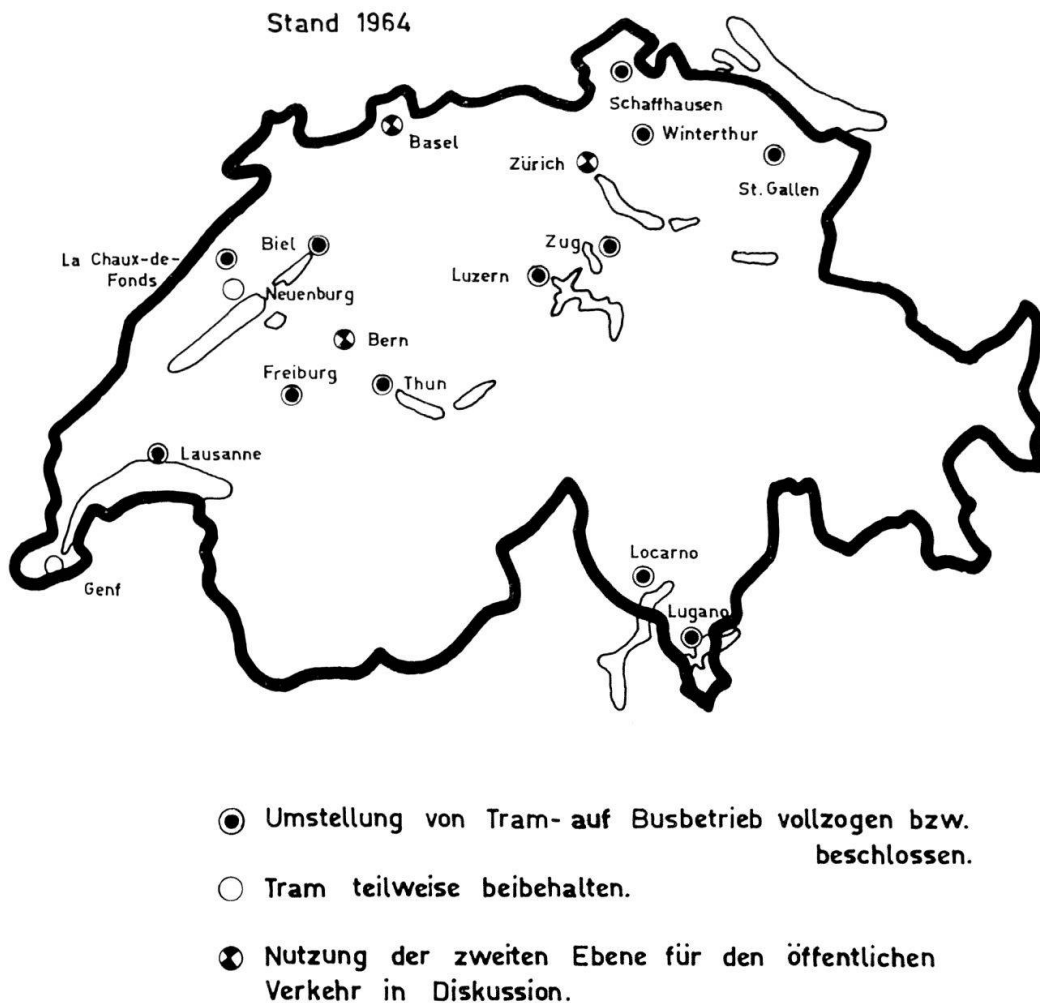 Stand 1964
Schaffhausen
Basel
Winterthur
Zürich
St. Gallen
La Chaux-de-
Fonds
Biel
Zug
Luzern
Neuenburg
Bern
Freiburg
Thun
Lausanne
Genf
Locarno
Lugano
Umstellung von Tram- auf Busbetrieb vollzogen bzw.
beschlossen.
Tram teilweise beibehalten.
Nutzung der zweiten Ebene für den öffentlichen
Verkehr in Diskussion.